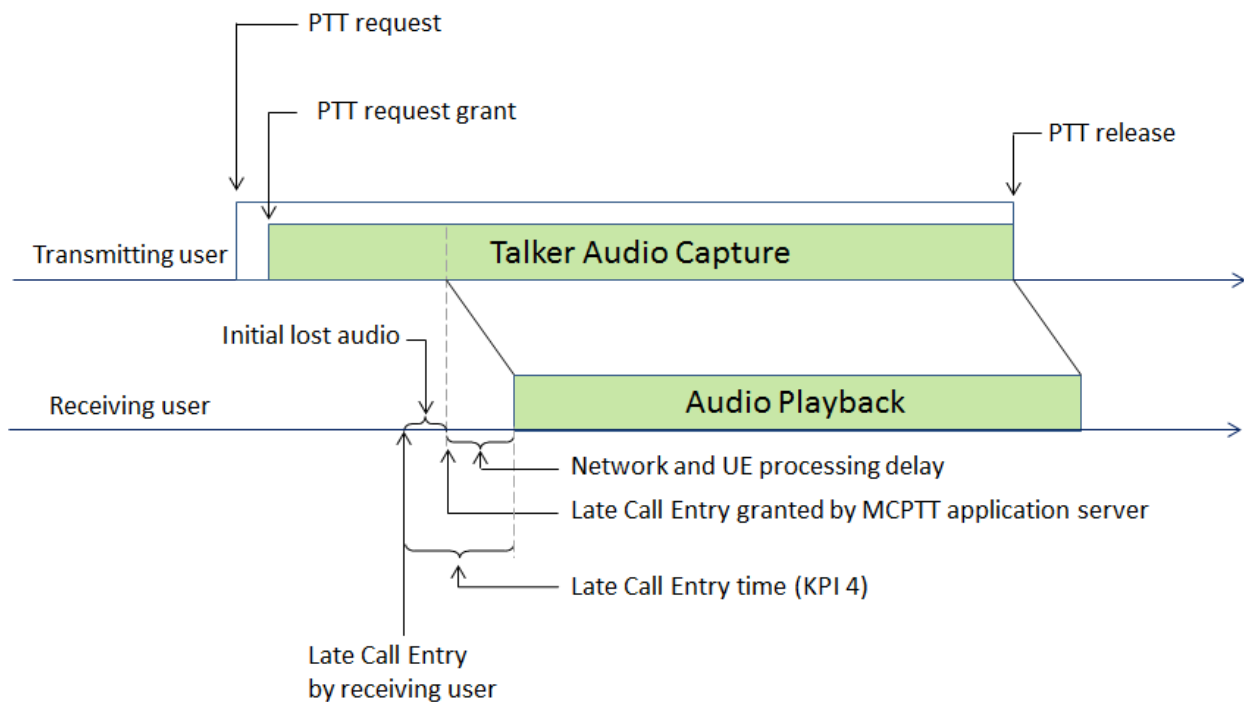 PTT request
PTT request grant
PTT release
Transmitting user
Talker Audio Capture
Initial lost audio
Receiving user
Audio Playback
Network and UE processing delay
Late Call Entry granted by MCPTT application server
Late Call Entry time (KPI 4)
Late Call Entry
by receiving user